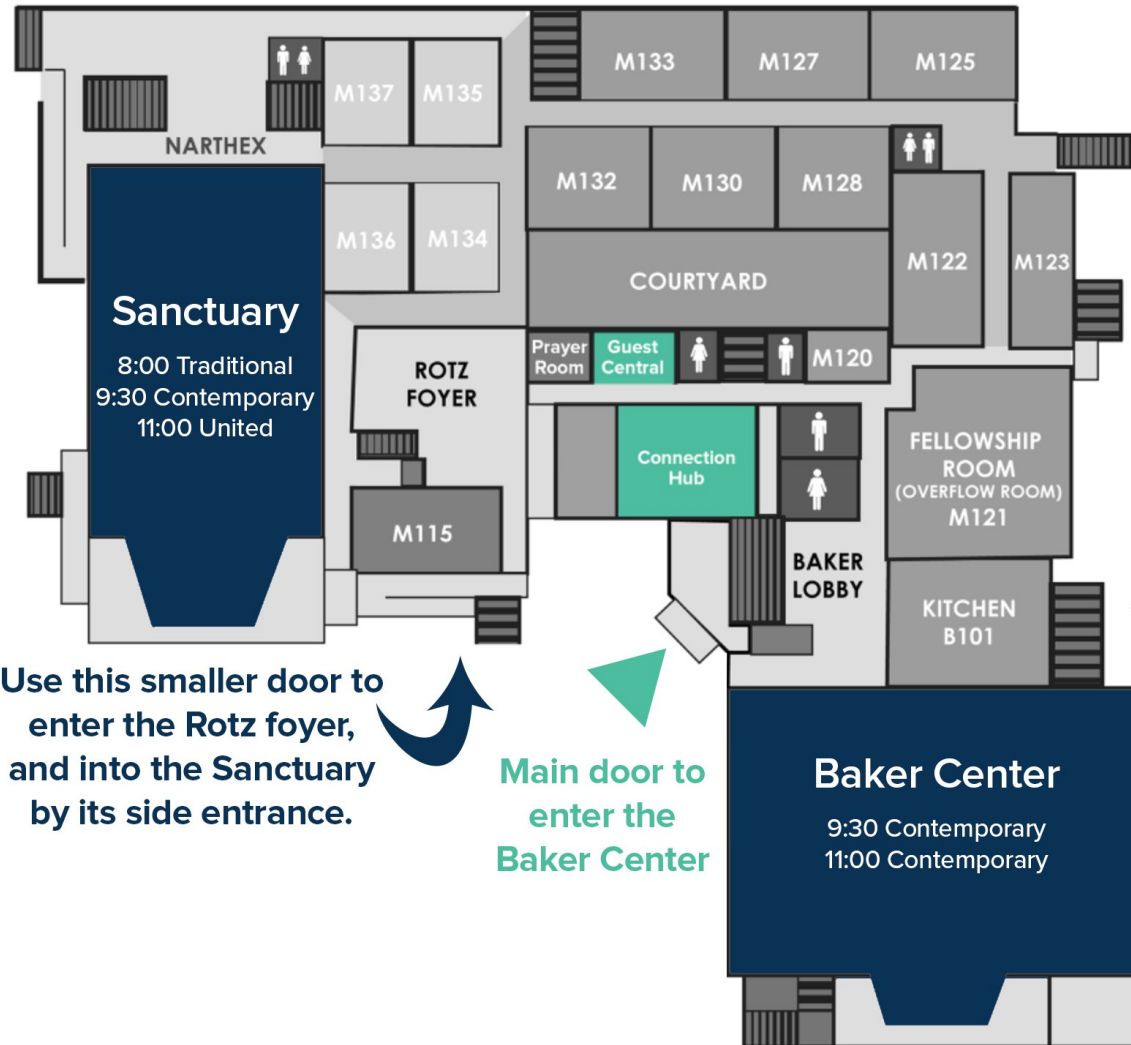 M133
M127
M125
M137
M135
NARTHEX
M132
M130
M128
M136
M134
M122
M123
COURTYARD
Sanctuary
8:00 Traditional
9:30 Contemporary
11:00 United
Prayer
Room
Guest
Central
M120
ROTZ
FOYER
Connection
Hub
FELLOWSHIP
ROOM
(OVERFLOW ROOM)
M121
M115
BAKER
LOBBY
KITCHEN
B101
Use this smaller door to
enter the Rotz foyer,
and into the Sanctuary
by its side entrance.
Main door to
enter the
Baker Center
Baker Center
9:30 Contemporary
11:00 Contemporary